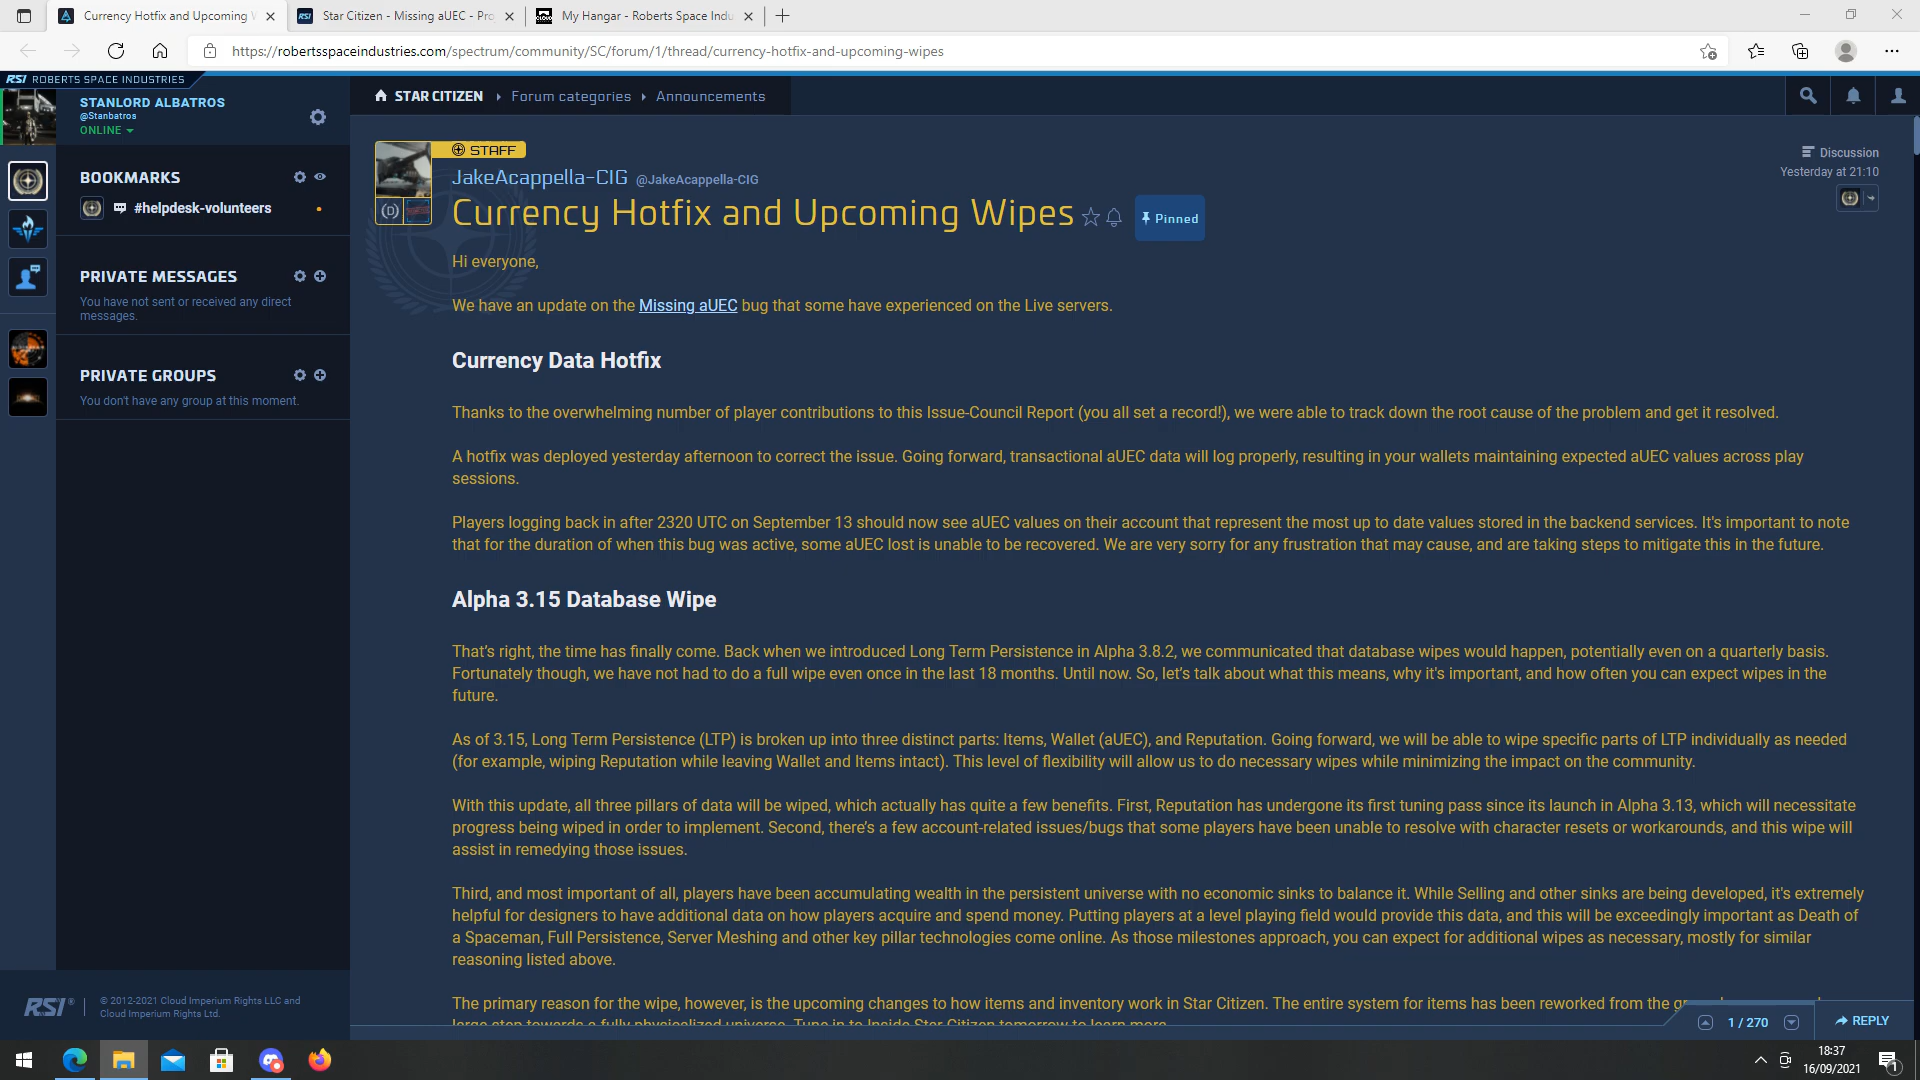 Currency Hotfix and Upcoming W
Star Citizen - Missing aUEC - Pro
My Hangar - Roberts Space Indu
https://robertsspaceindustries.com/spectrum/community/SC/forum/1/thread/currency-hotfix-and-upcoming-wipes
RSI ROBERTS SPACE INDUSTRIES
STANLORD ALBATROS
@Stanbatros
ONLINE
BOOKMARKS
#helpdesk-volunteers
PRIVATE MESSAGES
You have not sent or received any direct
messages.
PRIVATE GROUPS
You don't have any group at this moment.
STAR CITIZEN
Forum categories
Announcements
STAFF
JakeAcappella-CIG @JakeAcappella-CIG
Discussion
Yesterday at 21:10
Currency Hotfix and Upcoming Wipes
Pinned
Hi everyone,
We have an update on the Missing aUEC bug that some have experienced on the Live servers.
Currency Data Hotfix
Thanks to the overwhelming number of player contributions to this Issue-Council Report (you all set a record!), we were able to track down the root cause of the problem and get it resolved.
A hotfix was deployed yesterday afternoon to correct the issue. Going forward, transactional aUEC data will log properly, resulting in your wallets maintaining expected aUEC values across play
sessions.
Players logging back in after 2320 UTC on September 13 should now see aUEC values on their account that represent the most up to date values stored in the backend services. It's important to note
that for the duration of when this bug was active, some aUEC lost is unable to be recovered. We are very sorry for any frustration that may cause, and are taking steps to mitigate this in the future.
Alpha 3.15 Database Wipe
That's right, the time has finally come. Back when we introduced Long Term Persistence in Alpha 3.8.2, we communicated that database wipes would happen, potentially even on a quarterly basis.
Fortunately though, we have not had to do a full wipe even once in the last 18 months. Until now. So, let's talk about what this means, why it's important, and how often you can expect wipes in the
future.
As of 3.15, Long Term Persistence (LTP) is broken up into three distinct parts: Items, Wallet (aUEC), and Reputation. Going forward, we will be able to wipe specific parts of LTP individually as needed
(for example, wiping Reputation while leaving Wallet and Items intact). This level of flexibility will allow us to do necessary wipes while minimizing the impact on the community.
With this update, all three pillars of data will be wiped, which actually has quite a few benefits. First, Reputation has undergone its first tuning pass since its launch in Alpha 3.13, which will necessitate
progress being wiped in order to implement. Second, there's a few account-related issues/bugs that some players have been unable to resolve with character resets or workarounds, and this wipe will
assist in remedying those issues.
Third, and most important of all, players have been accumulating wealth in the persistent universe with no economic sinks to balance it. While Selling and other sinks are being developed, it's extremely
helpful for designers to have additional data on how players acquire and spend money. Putting players at a level playing field would provide this data, and this will be exceedingly important as Death of
a Spaceman, Full Persistence, Server Meshing and other key pillar technologies come online. As those milestones approach, you can expect for additional wipes as necessary, mostly for similar
reasoning listed above.
The primary reason for the wipe, however, is the upcoming changes to how items and inventory work in Star Citizen. The entire system for items has been reworked from the
large step towards a fully physicalized universe. Tune in to Inside Star Citizen tomorrow to learn more.
1 / 270
REPLY
RSI
© 2012-2021 Cloud Imperium Rights LLC and
Cloud Imperium Rights Ltd.
18:37
16/09/2021
1